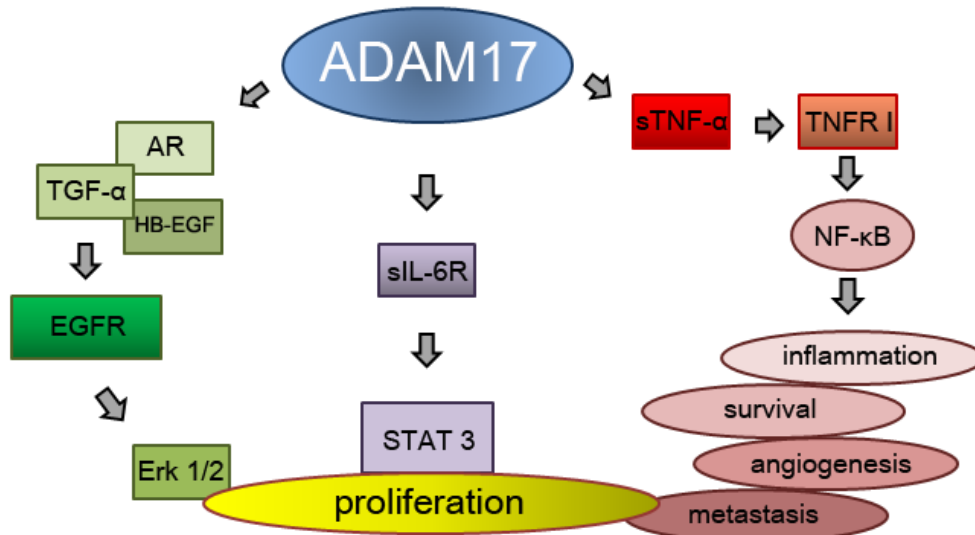 ADAM17
sTNF-α
TNFR I
AR
TGF-α
HB-EGF
NF-κB
sIL-6R
EGFR
inflammation
survival
STAT 3
angiogenesis
Erk 1/2
proliferation
metastasis